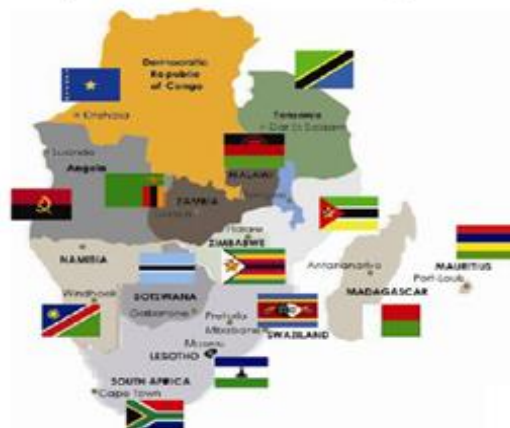 Democratic
Republic
of Congo
Kinshasa
Tanzania
Dar Es Salaam
Luanda
Angola
MALAWI
ZAMBIA
Harare
ZIMBABWE
NAMIBIA
Antananarivo
MAURITIUS
Port-Louis
MADAGASCAR
Windhoek
BOTSWANA
Gaborone
Pretoria
Mbabane
SWAZILAND
Maseru
LESOTHO
SOUTH AFRICA
Cape Town